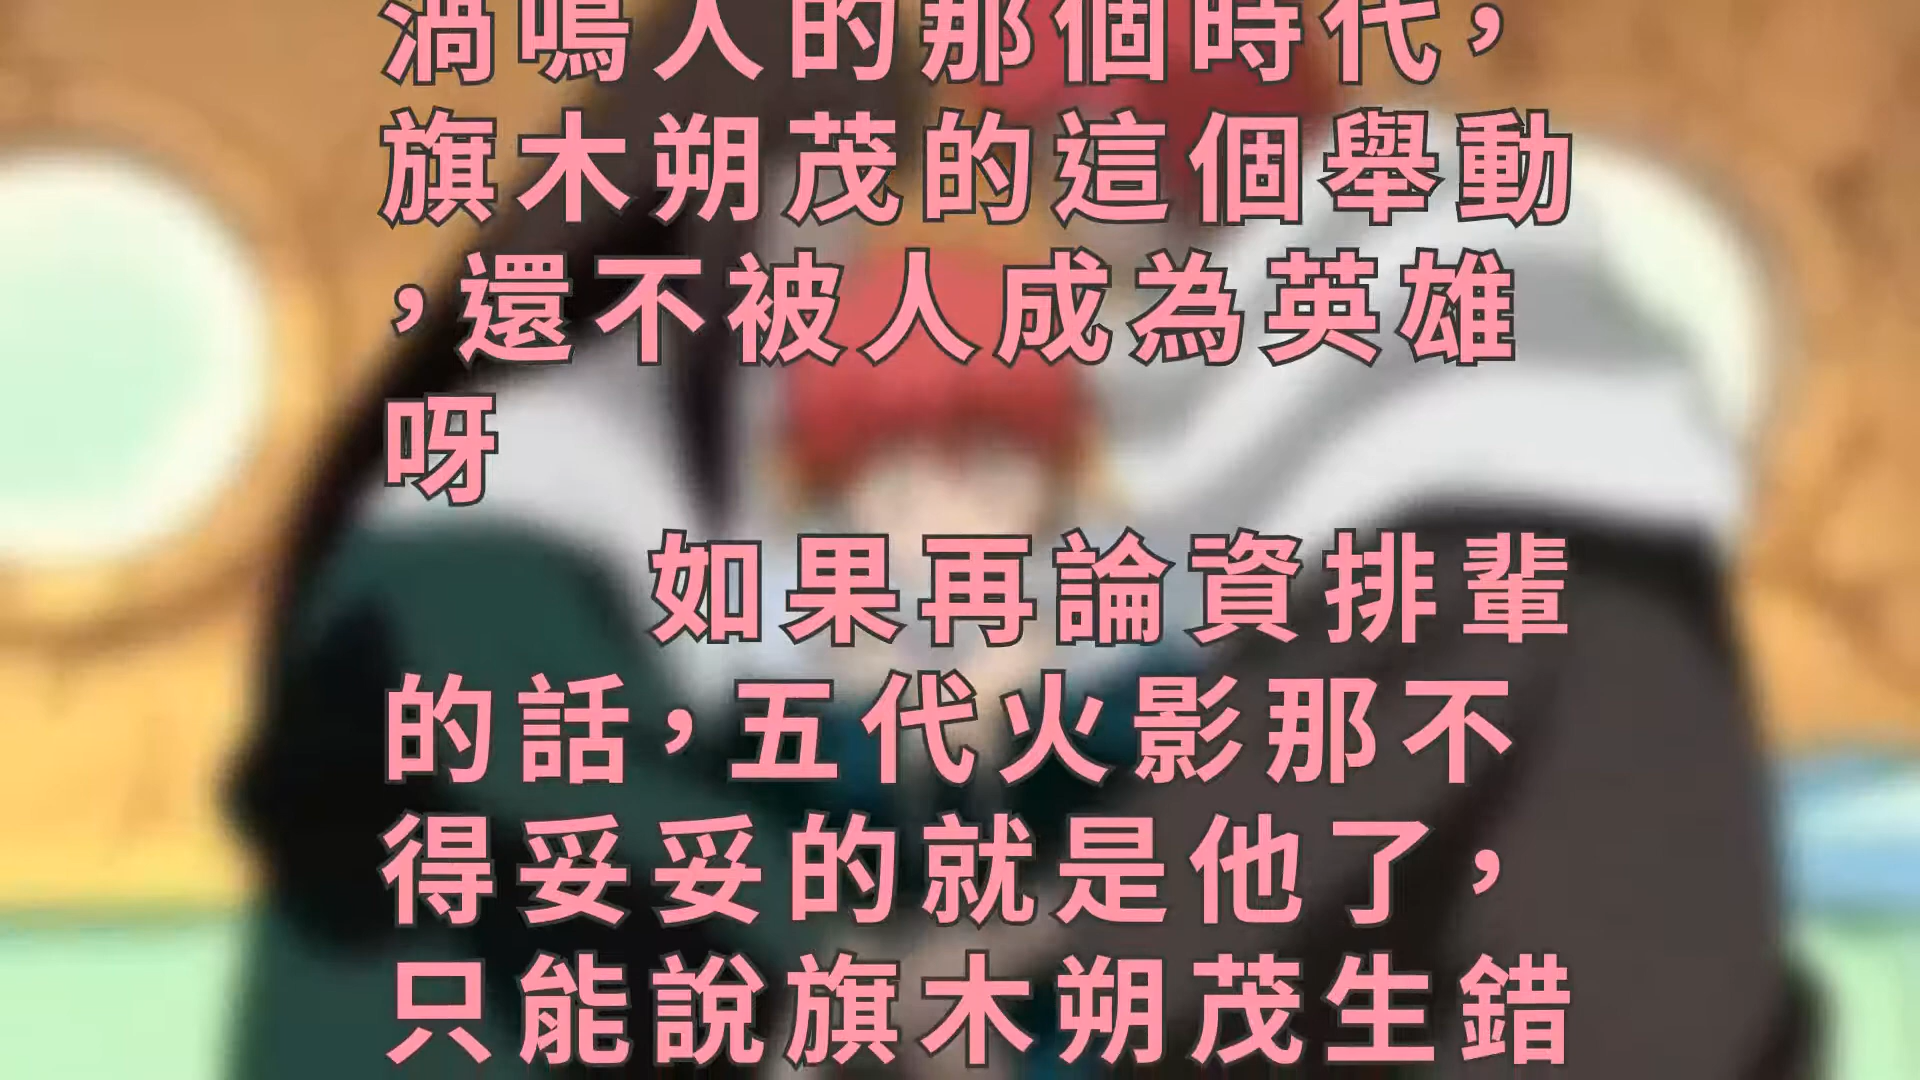 渦鳴人的那個時代，
旗木朔茂的這個舉動
，還不被人成為英雄
呀
如果再論資排輩
的話，五代火影那不
得妥妥的就是他了，
只能說旗木朔茂生錯